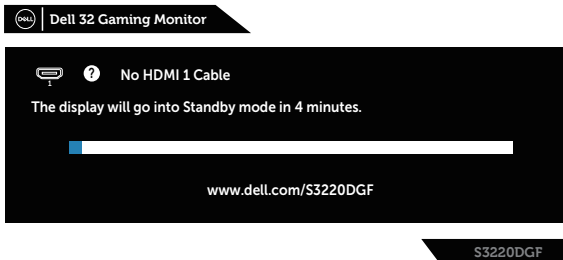 DELL Dell 32 Gaming Monitor
1 ? No HDMI 1 Cable
The display will go into Standby mode in 4 minutes.
www.dell.com/S3220DGF
S3220DGF